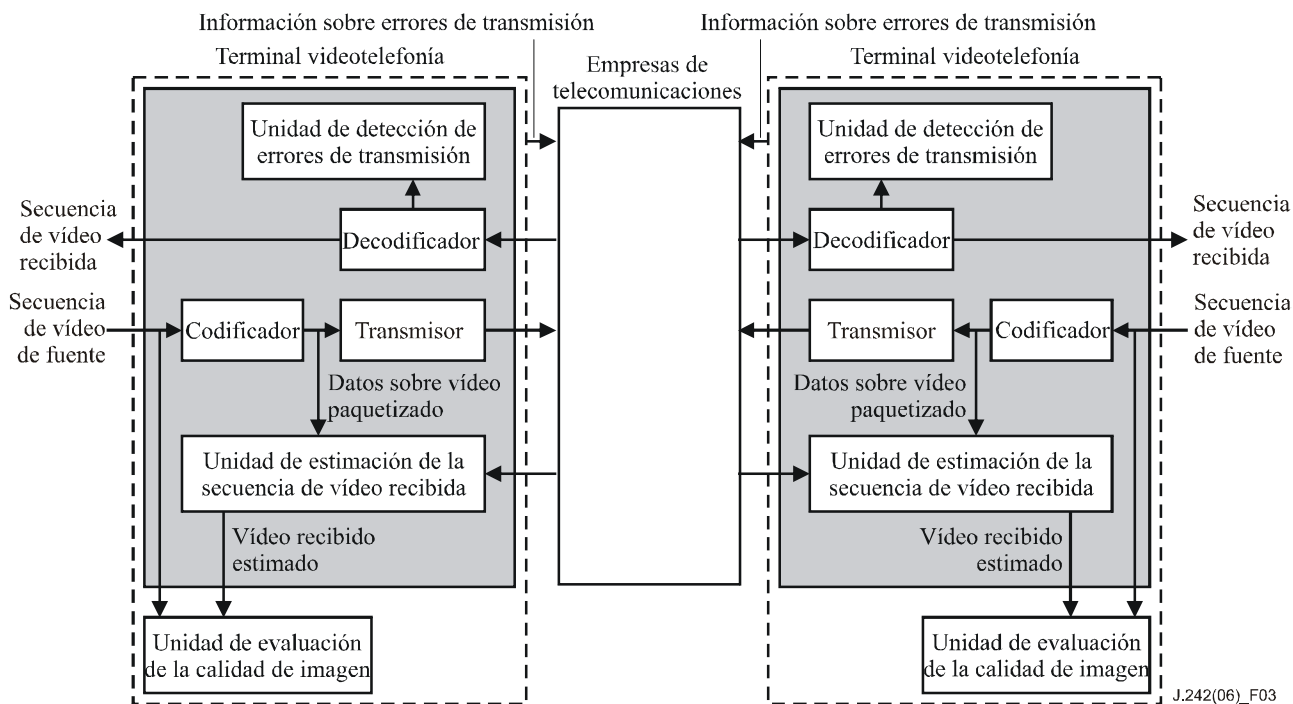 Información sobre errores de transmisión
Información sobre errores de transmisión
Terminal videotelefonía
Terminal videotelefonía
Empresas de
telecomunicaciones
Unidad de detección de
errores de transmisión
Unidad de detección de
errores de transmisión
Secuencia
de vídeo
recibida
Decodificador
Decodificador
Secuencia
de vídeo
recibida
Secuencia
de vídeo
de fuente
Codificador
Transmisor
Transmisor
Codificador
Secuencia
de vídeo
de fuente
Datos sobre vídeo
paquetizado
Datos sobre vídeo
paquetizado
Unidad de estimación de la
secuencia de vídeo recibida
Unidad de estimación de la
secuencia de vídeo recibida
Vídeo recibido
estimado
Vídeo recibido
estimado
Unidad de evaluación
de la calidad de imagen
Unidad de evaluación
de la calidad de imagen
J.242(06)_F03